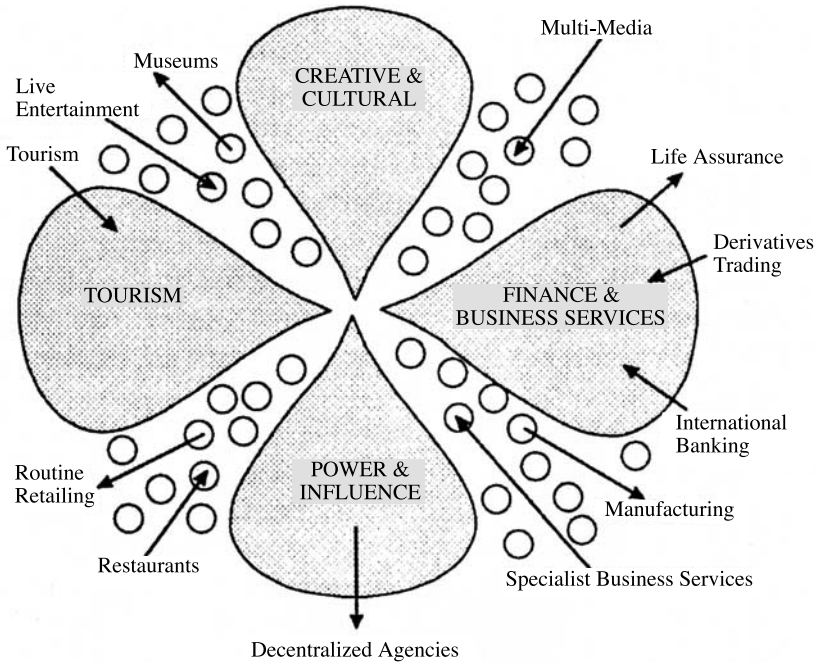 Multi-Media
Museums
CREATIVE &
CULTURAL
Live
Entertainment
Tourism
Life Assurance
Derivatives
Trading
TOURISM
FINANCE &
BUSINESS SERVICES
International
Banking
POWER &
INFLUENCE
Routine
Retailing
Manufacturing
Restaurants
Specialist Business Services
Decentralized Agencies